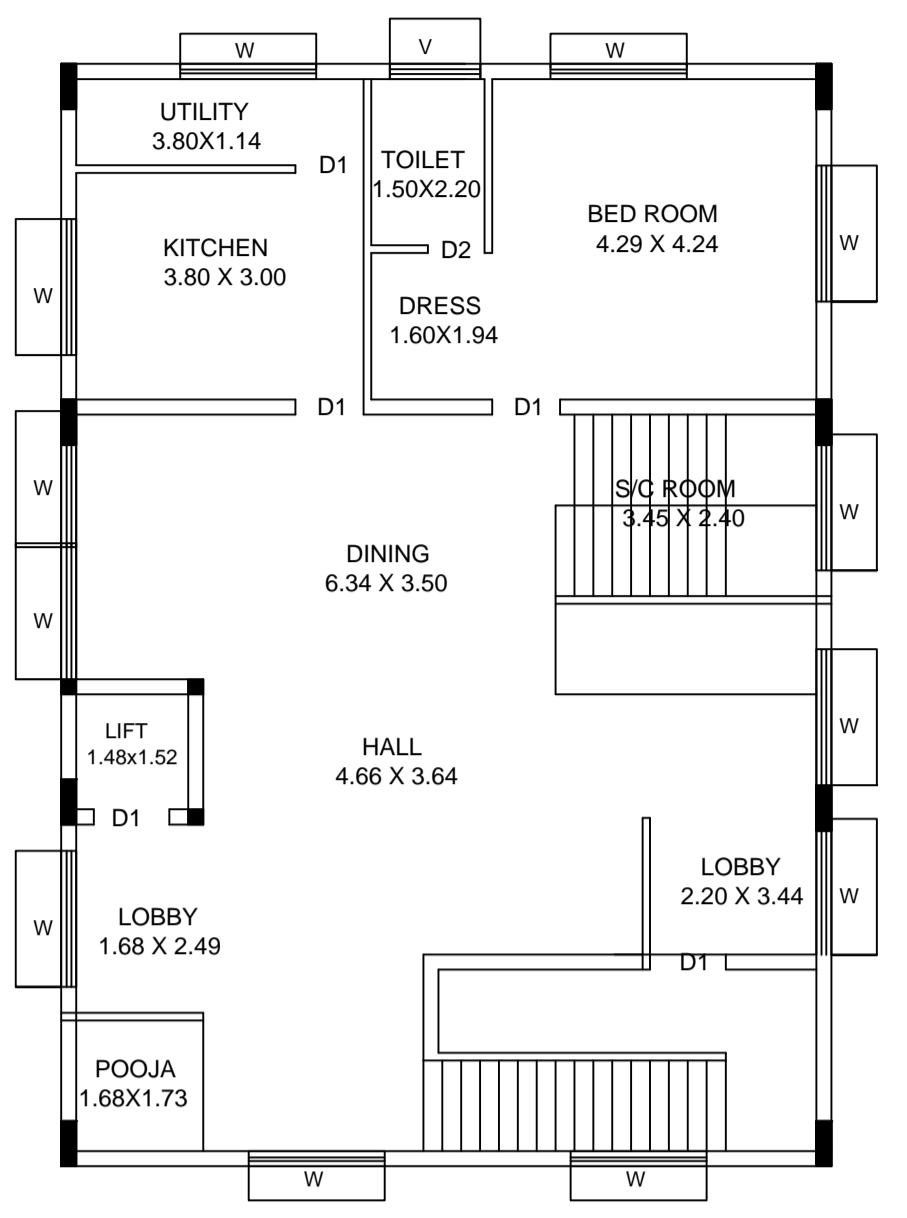 W
V
W
UTILITY
3.80X1.14
D1
TOILET
1.50X2.20
BED ROOM
4.29 X 4.24
W
KITCHEN
3.80 X 3.00
D2
W
DRESS
1.60X1.94
D1
D1
W
S/C ROOM
3.45 X 2.40
W
DINING
6.34 X 3.50
W
LIFT
1.48x1.52
HALL
4.66 X 3.64
W
D1
LOBBY
2.20 X 3.44
W
LOBBY
1.68 X 2.49
W
D1
POOJA
1.68X1.73
W
W